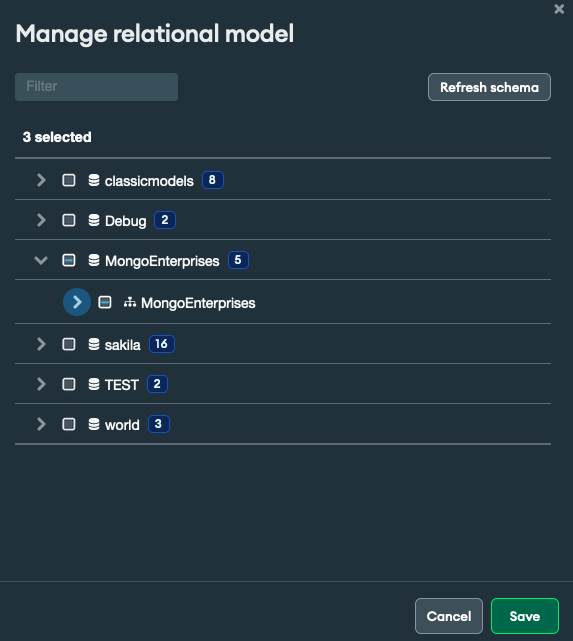 Manage relational model
Filter
Refresh schema
3 selected
classicmodels 8
Debug 2
MongoEnterprises 5
MongoEnterprises
sakila 16
TEST 2
world 3
Cancel
Save